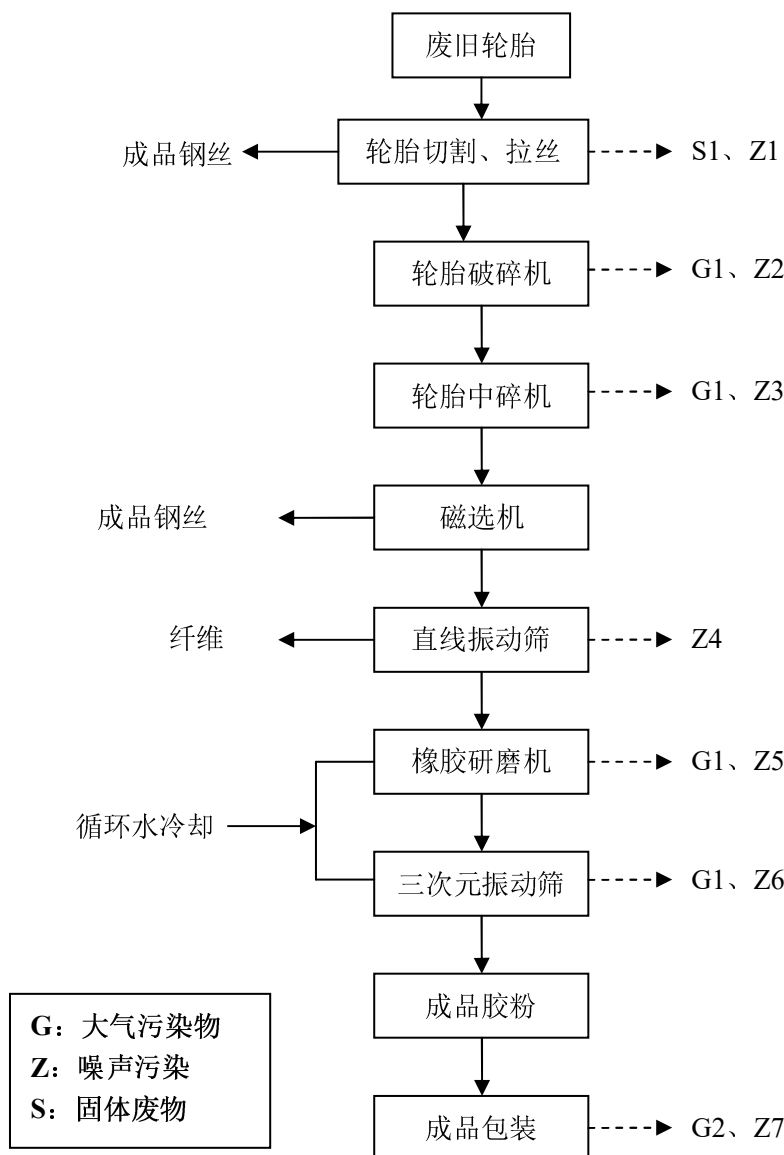 废旧轮胎
成品钢丝
轮胎切割、拉丝
S1、Z1
轮胎破碎机
G1、Z2
轮胎中碎机
G1、Z3
成品钢丝
磁选机
纤维
直线振动筛
Z4
橡胶研磨机
G1、Z5
循环水冷却
三次元振动筛
G1、Z6
成品胶粉
G：大气污染物
Z：噪声污染
S：固体废物
成品包装
G2、Z7